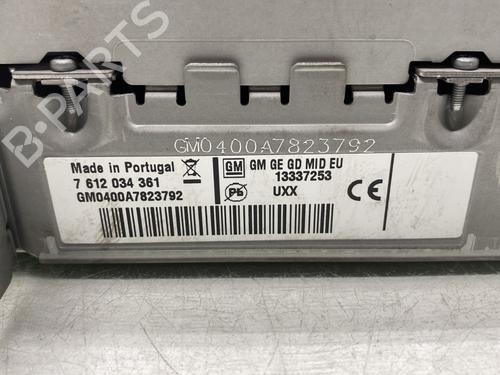 B-PARTS
GM0400A7823792
Made in Portugal
7 612 034 361
GM0400A7823792
GM
GM GE GD MID EU
13337253
Pb
UXX
CE